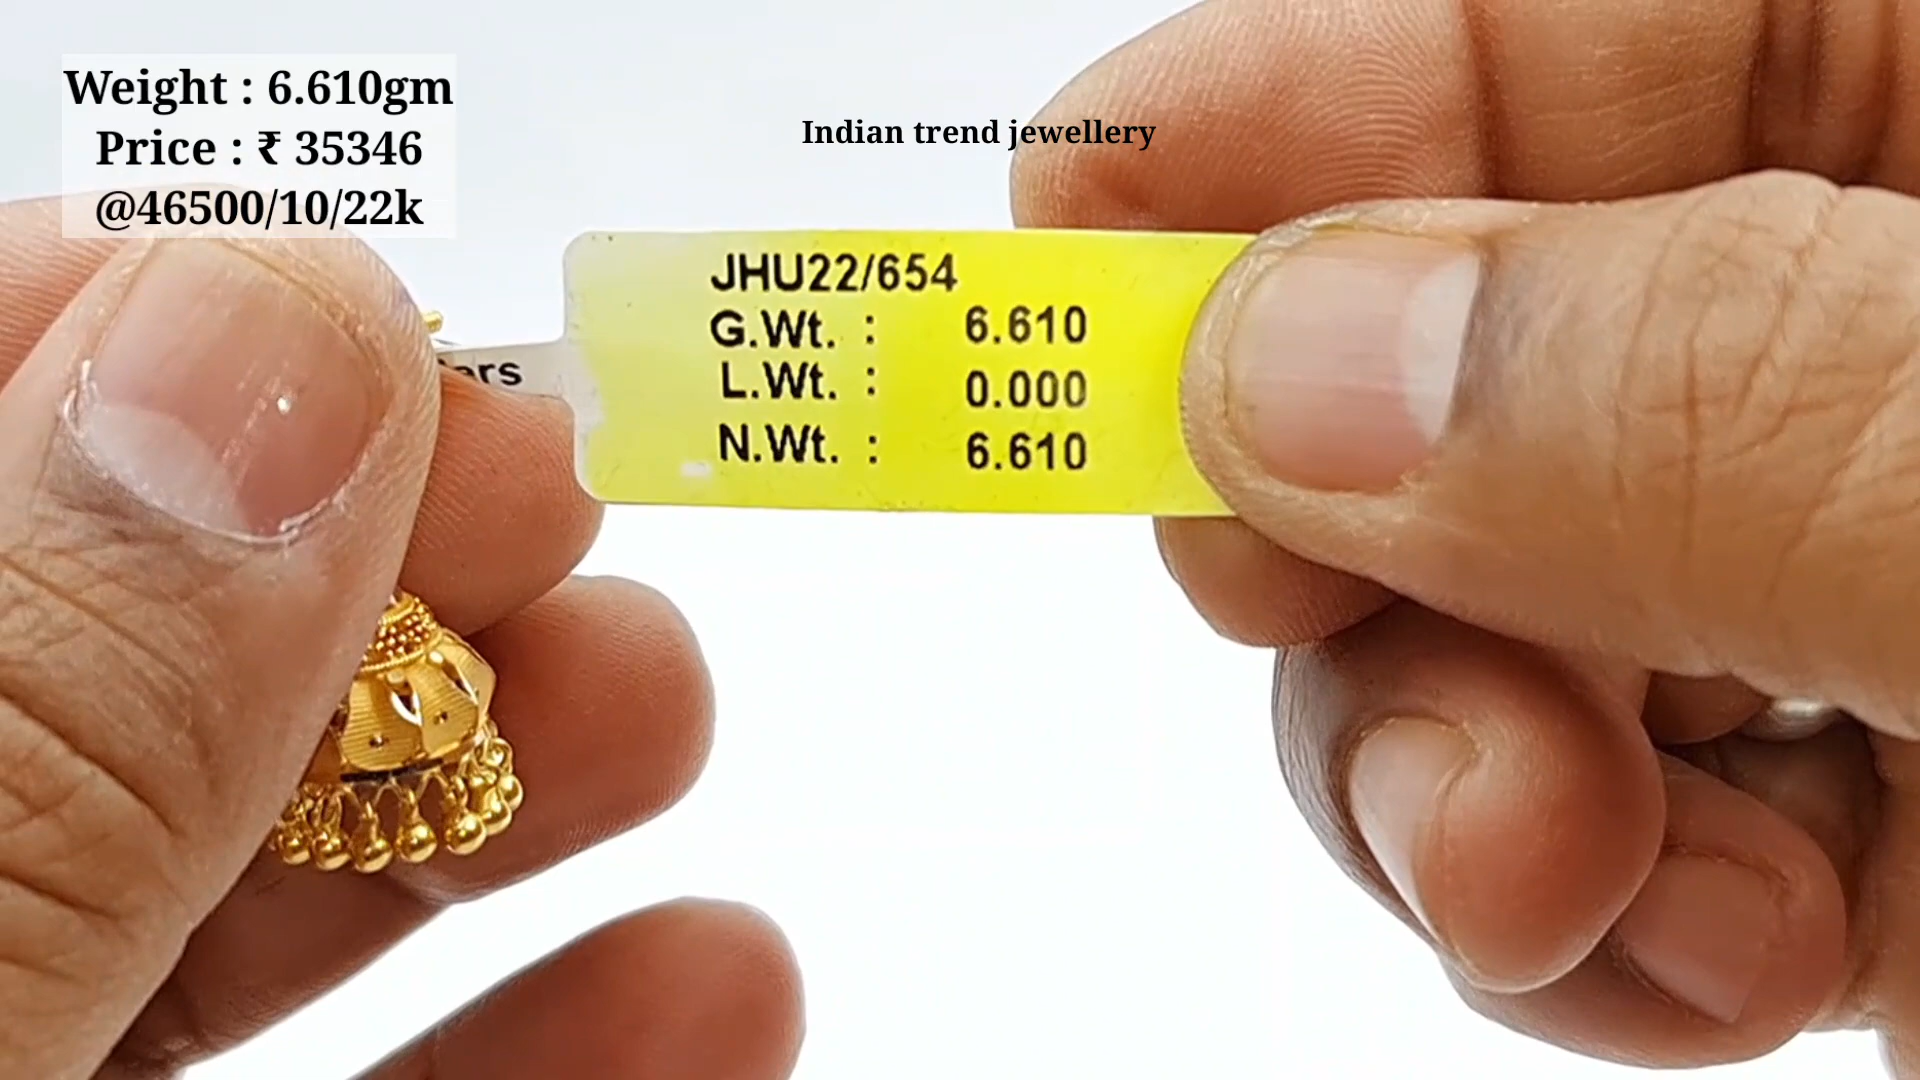 Weight : 6.610gm
Price : ₹ 35346
@46500/10/22k
Indian trend jewellery
JHU22/654
G.Wt. : 6.610
L.Wt. : 0.000
N.Wt. : 6.610